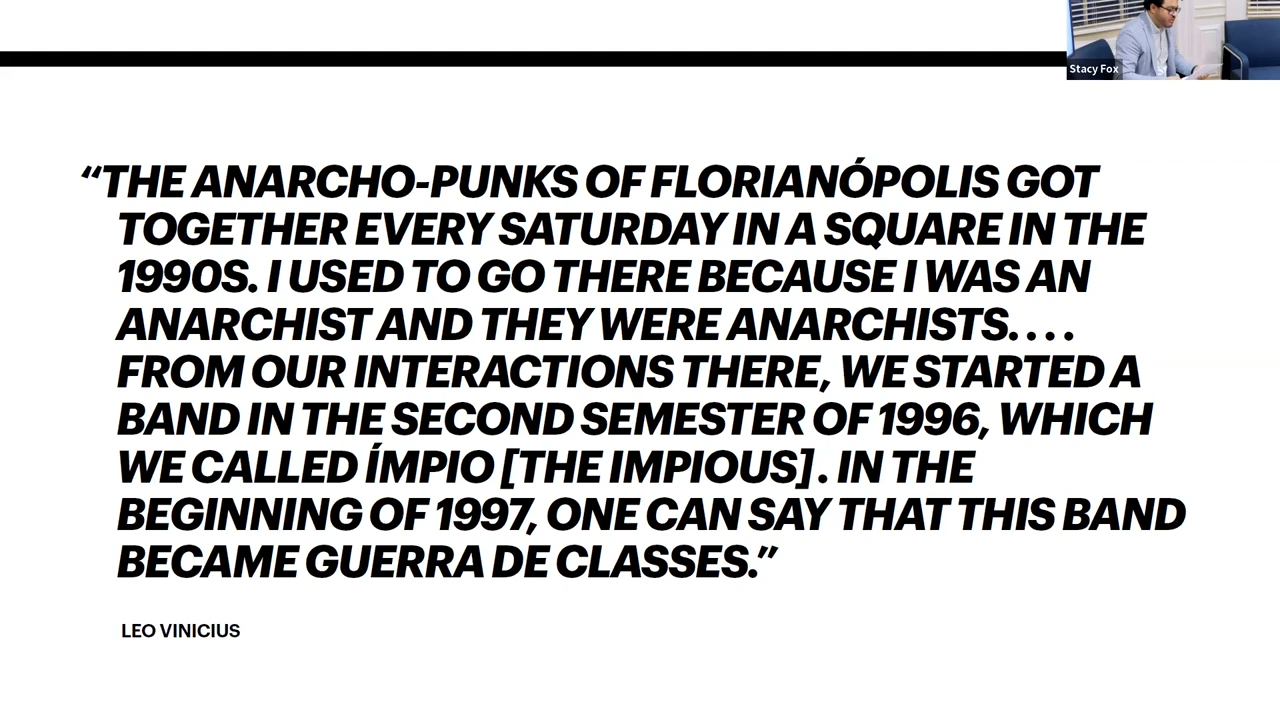 Stacy Fox
“THE ANARCHO-PUNKS OF FLORIANÓPOLIS GOT
TOGETHER EVERY SATURDAY IN A SQUARE IN THE
1990S. I USED TO GO THERE BECAUSE I WAS AN
ANARCHIST AND THEY WERE ANARCHISTS. . . .
FROM OUR INTERACTIONS THERE, WE STARTED A
BAND IN THE SECOND SEMESTER OF 1996, WHICH
WE CALLED ÍMPIO [THE IMPIOUS]. IN THE
BEGINNING OF 1997, ONE CAN SAY THAT THIS BAND
BECAME GUERRA DE CLASSES.”
LEO VINICIUS